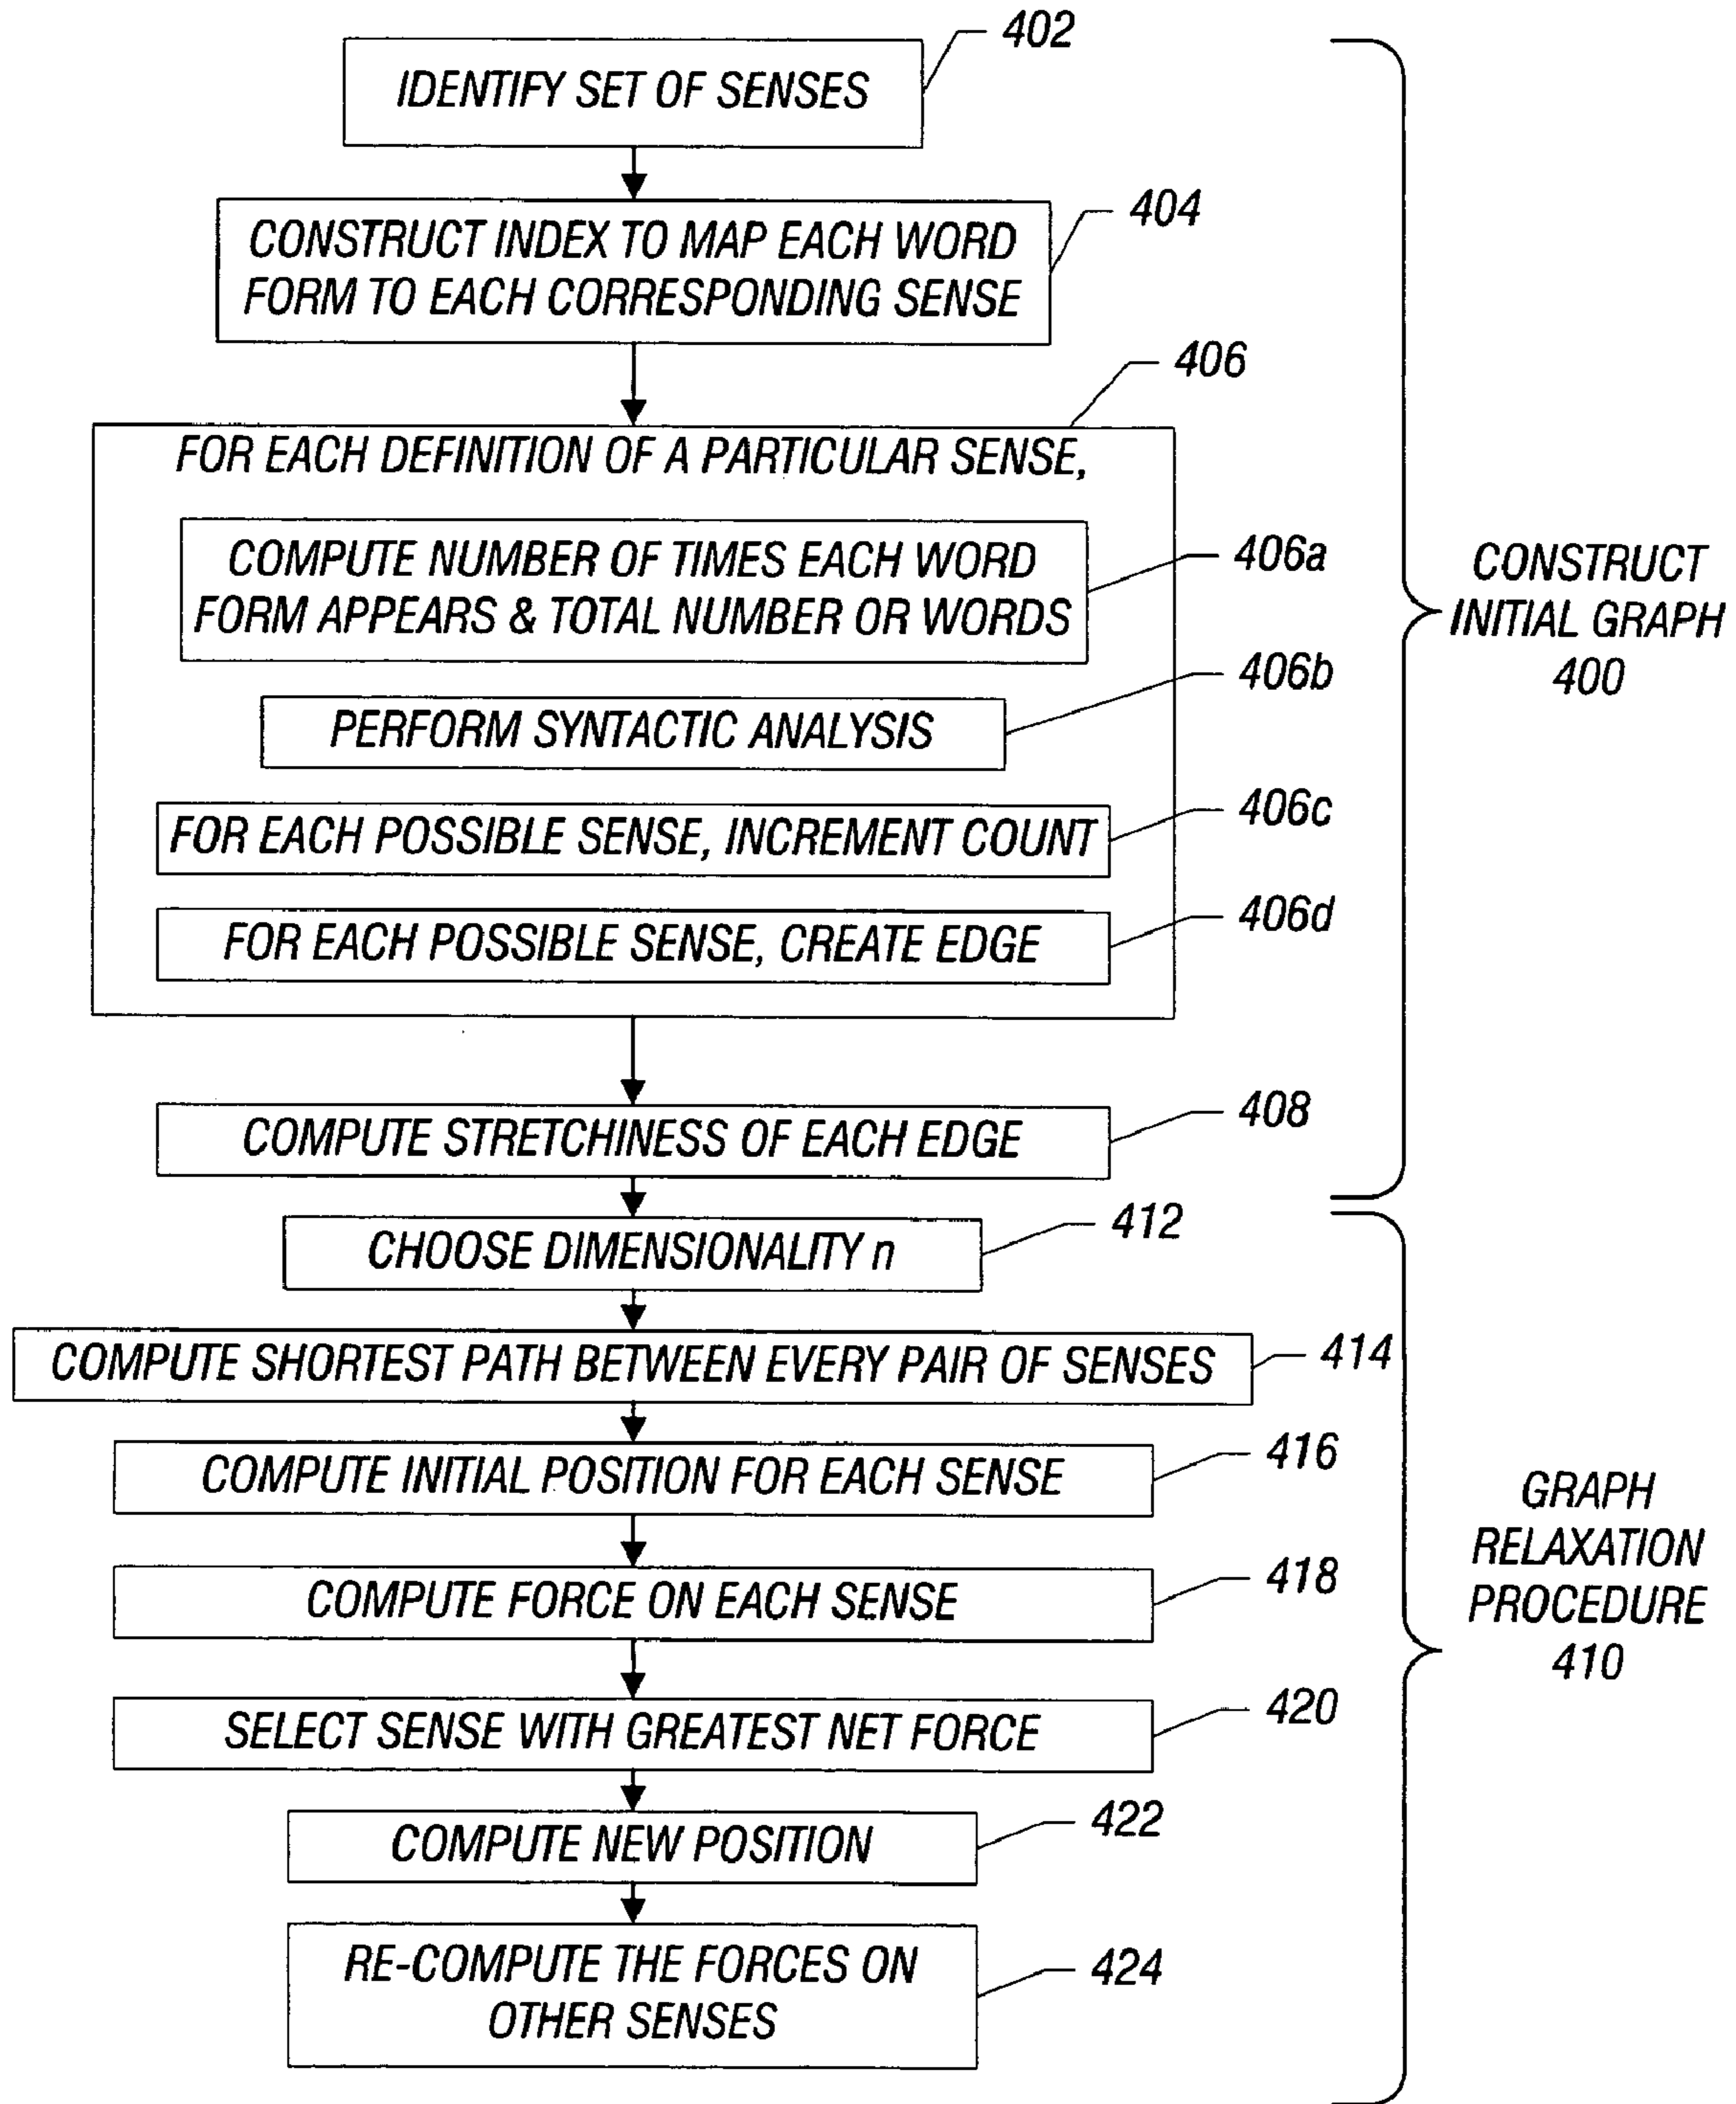 402
IDENTIFY SET OF SENSES
404
CONSTRUCT INDEX TO MAP EACH WORD
FORM TO EACH CORRESPONDING SENSE
406
FOR EACH DEFINITION OF A PARTICULAR SENSE,
COMPUTE NUMBER OF TIMES EACH WORD
FORM APPEARS & TOTAL NUMBER OR WORDS
406a
PERFORM SYNTACTIC ANALYSIS
406b
FOR EACH POSSIBLE SENSE, INCREMENT COUNT
406c
FOR EACH POSSIBLE SENSE, CREATE EDGE
406d
COMPUTE STRETCHINESS OF EACH EDGE
408
CONSTRUCT
INITIAL GRAPH
400
CHOOSE DIMENSIONALITY n
412
COMPUTE SHORTEST PATH BETWEEN EVERY PAIR OF SENSES
414
COMPUTE INITIAL POSITION FOR EACH SENSE
416
COMPUTE FORCE ON EACH SENSE
418
SELECT SENSE WITH GREATEST NET FORCE
420
COMPUTE NEW POSITION
422
RE-COMPUTE THE FORCES ON
OTHER SENSES
424
GRAPH
RELAXATION
PROCEDURE
410